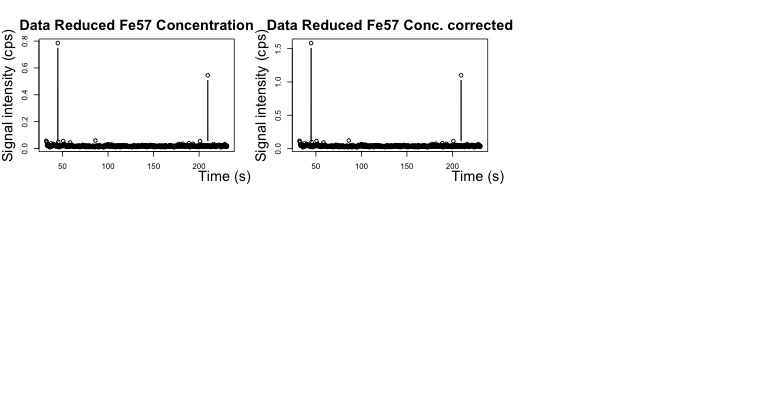 Data Reduced Fe57 Concentration
Signal intensity (cps)
0.8
0.6
0.4
0.2
0.0
50
100
150
200
Time (s)
Data Reduced Fe57 Conc. corrected
Signal intensity (cps)
1.5
1.0
0.5
0.0
50
100
150
200
Time (s)